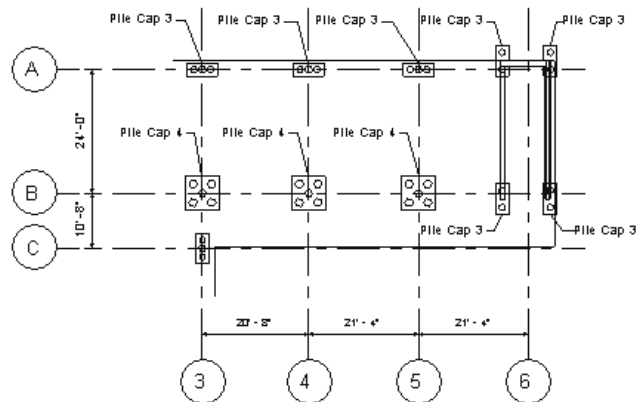 Pile Cap 3
Pile Cap 3
Pile Cap 3
Pile Cap 3
Pile Cap 3
A
24'-0"
Pile Cap 4
Pile Cap 4
Pile Cap 4
B
10'-8"
C
Pile Cap 3
Pile Cap 3
20' - 8"
21' - 4"
21' - 4"
3
4
5
6